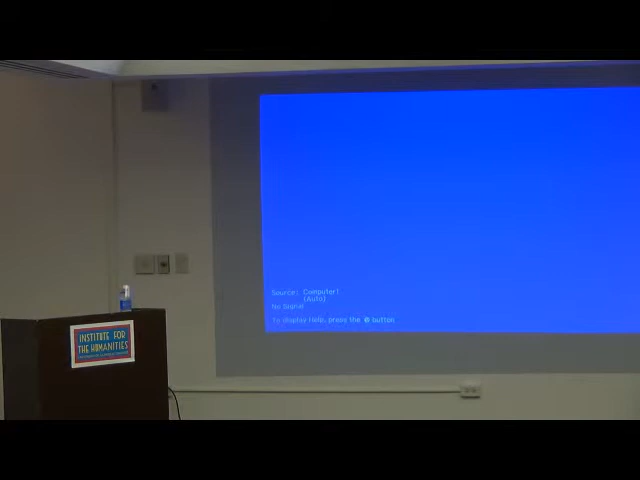 Source: Computer1
(Auto)
No Signal
To display Help, press the button
INSTITUTE FOR
THE HUMANITIES